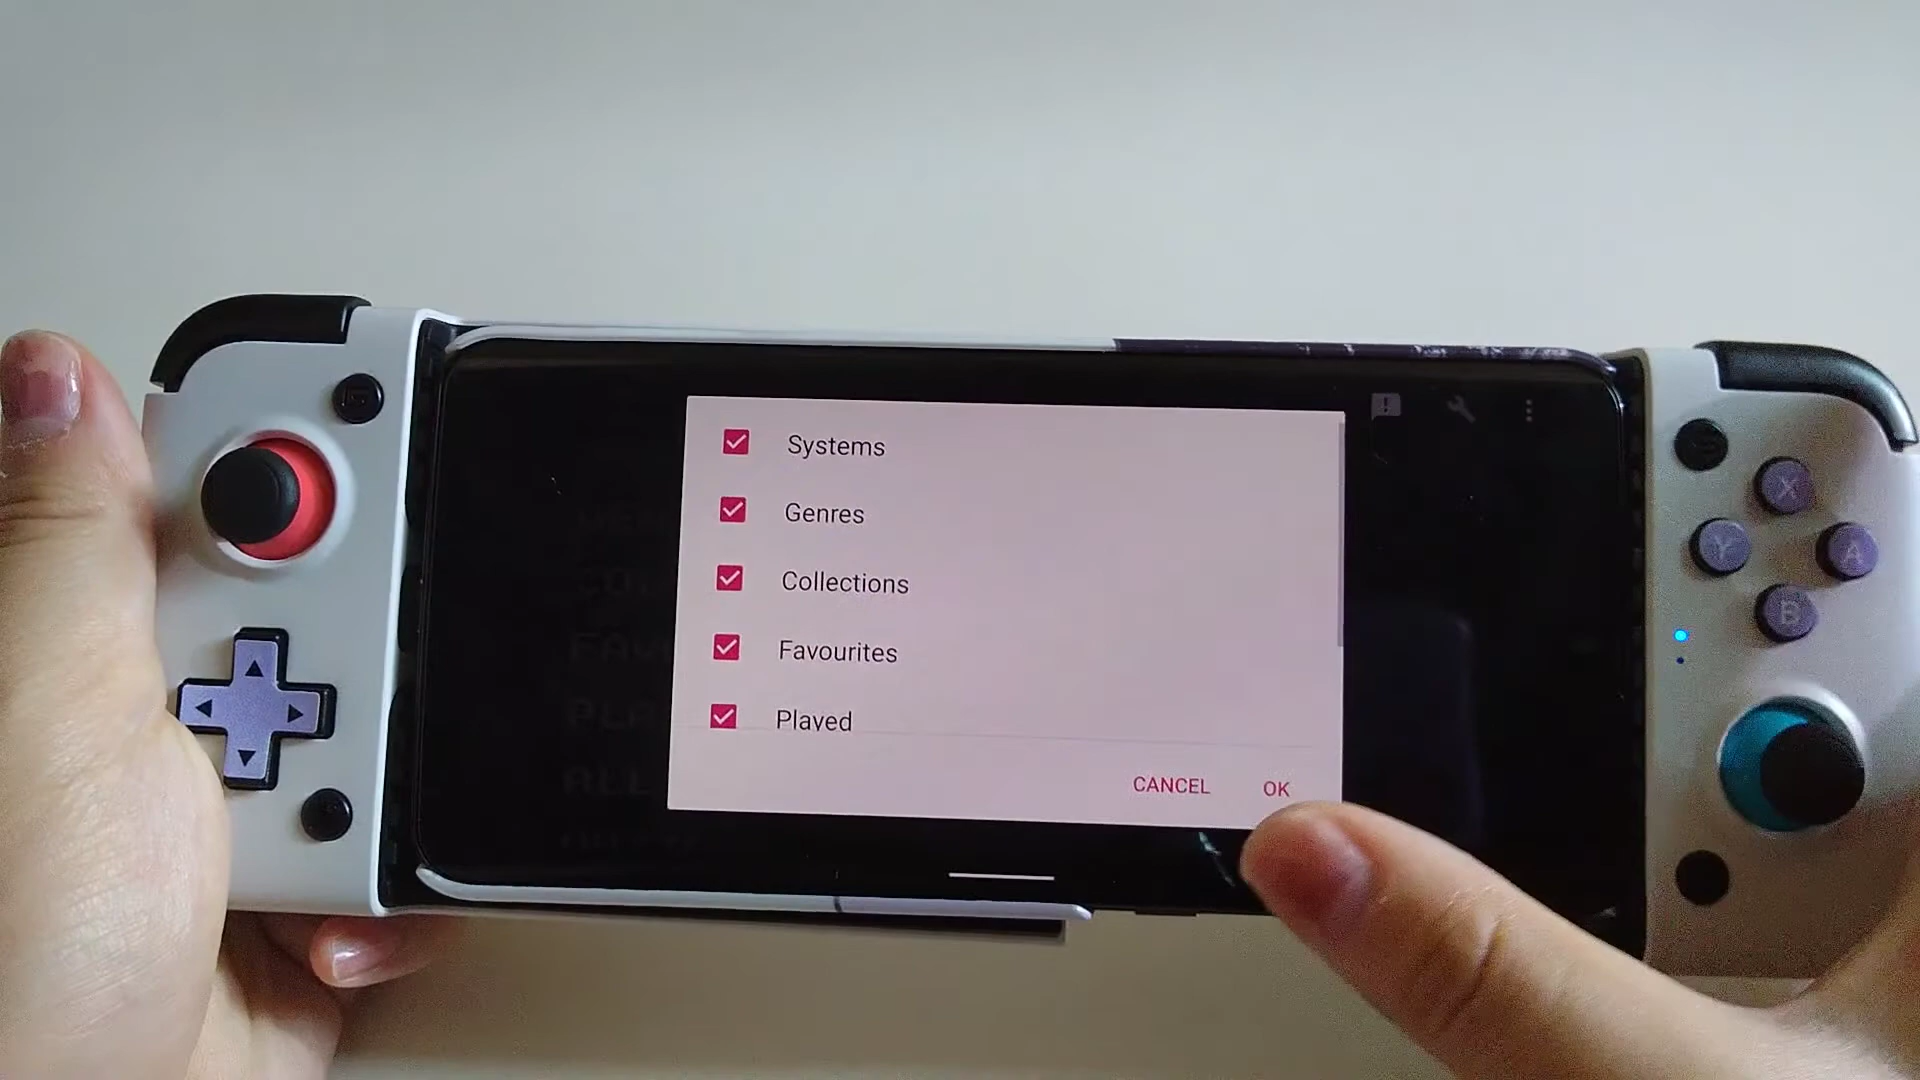 Systems
Genres
Collections
Favourites
Played
CANCEL
OK
X
Y
A
B